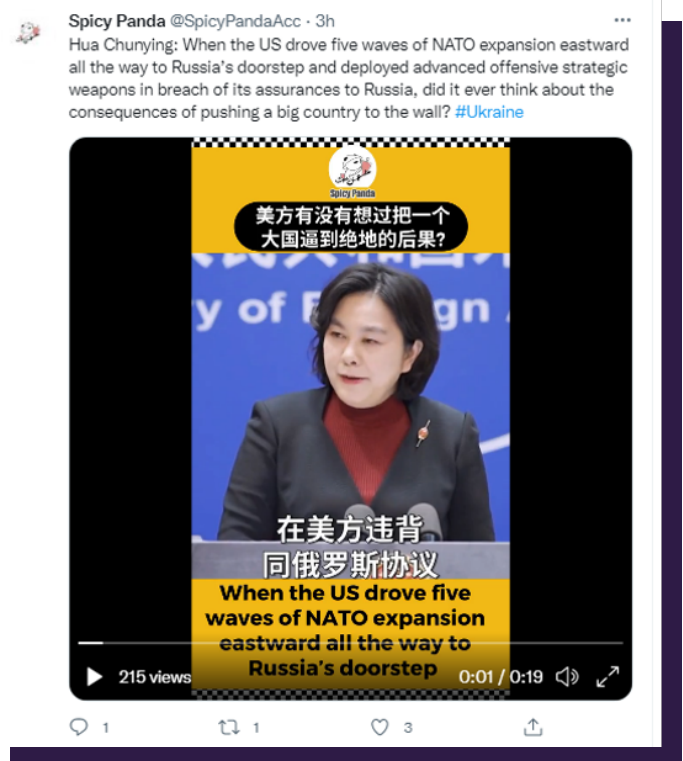 Spicy Panda @SpicyPandaAcc · 3h
Hua Chunying: When the US drove five waves of NATO expansion eastward
all the way to Russia's doorstep and deployed advanced offensive strategic
weapons in breach of its assurances to Russia, did it ever think about the
consequences of pushing a big country to the wall? #Ukraine
Spicy Panda
美方有没有想过把一个
大国逼到绝地的后果?
y of F
gn
在美方违背
同俄罗斯协议
When the US drove five
waves of NATO expansion
eastward all the way to
Russia's doorstep
215 views
0:01 / 0:19
1
1
3